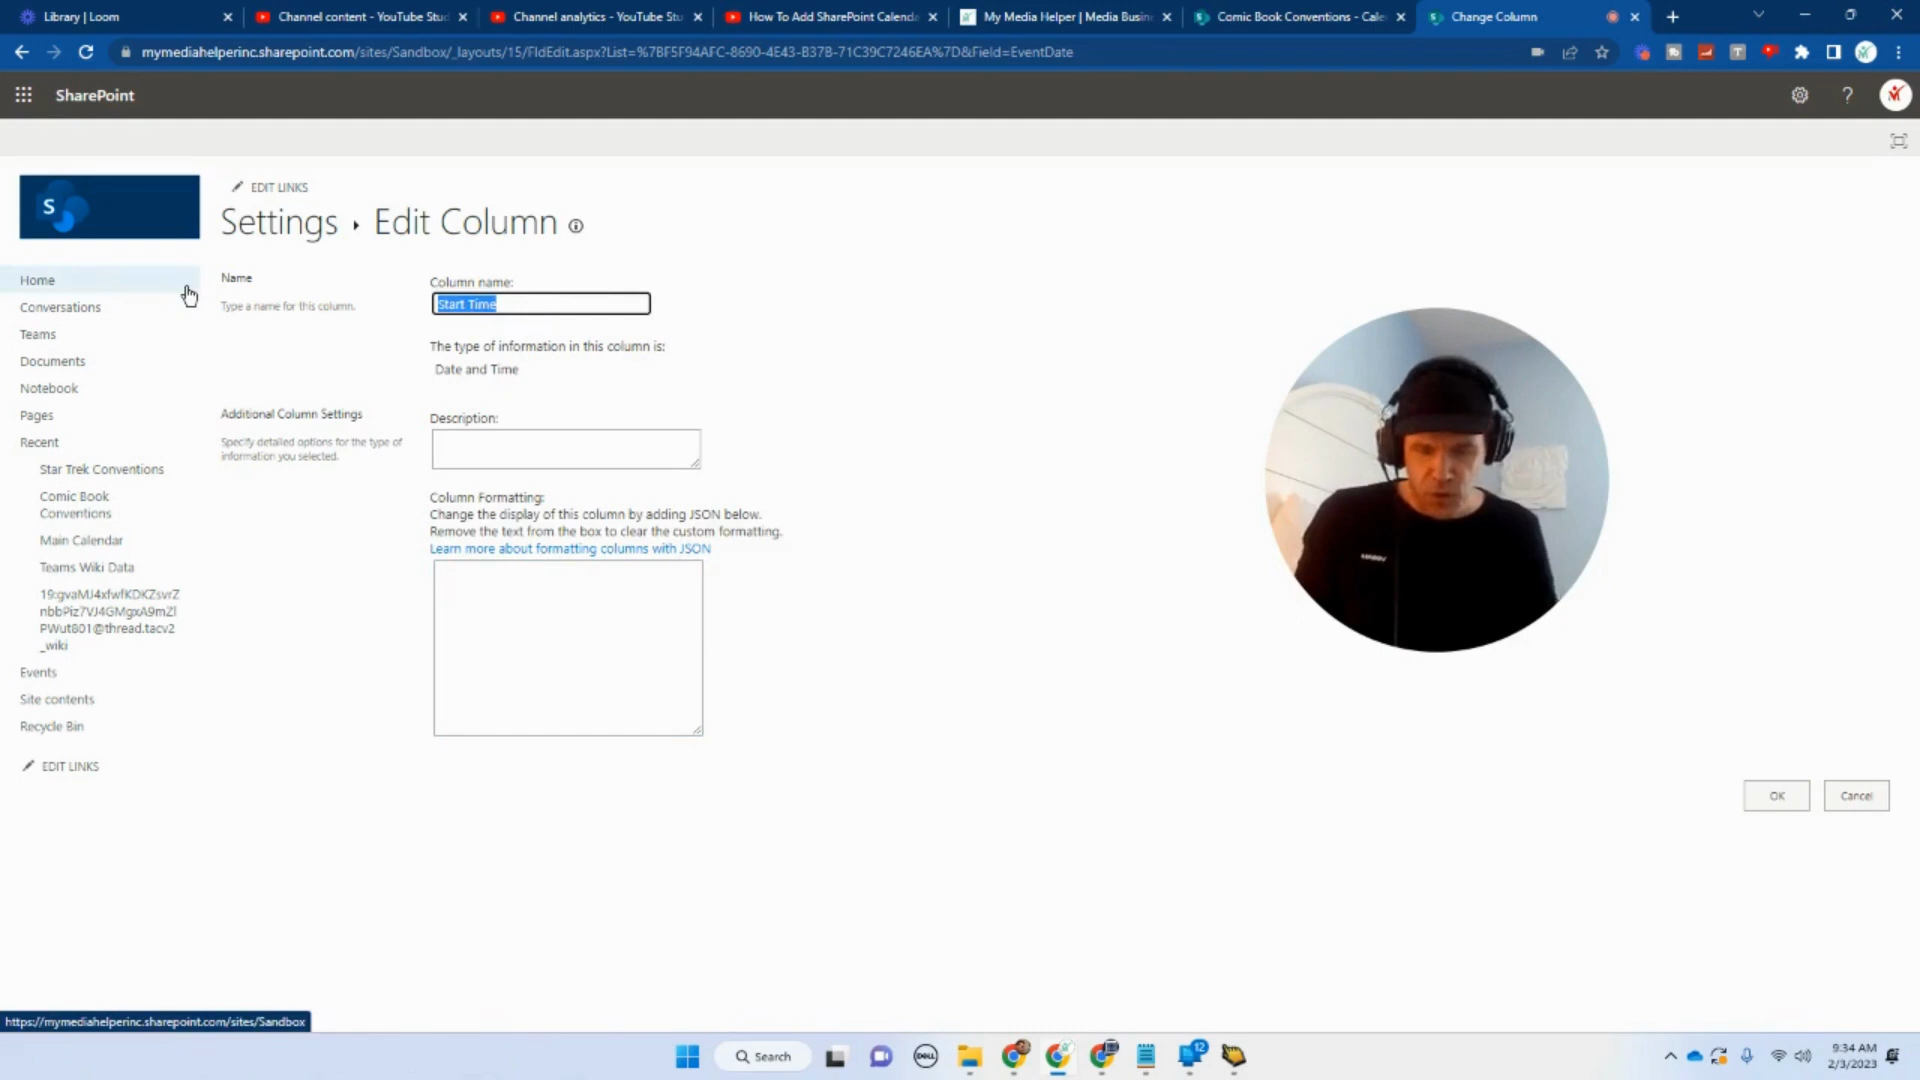 Library | Loom
Channel content - YouTube Stud
Channel analytics - YouTube Stu
How To Add SharePoint Calenda
My Media Helper | Media Busin
Comic Book Conventions - Cale
Change Column
mymediahelperinc.sharepoint.com/sites/Sandbox/_layouts/15/FldEdit.aspx?List=%7BF5F94AFC-8690-4E43-B37B-71C39C7246EA%7D&Field=EventDate
SharePoint
?
S
EDIT LINKS
Settings ▸ Edit Column
Home
Conversations
Teams
Documents
Notebook
Pages
Recent
Star Trek Conventions
Comic Book
Conventions
Main Calendar
Teams Wiki Data
19:gvaMJ4xfwfKDKZsvrZ
nbbPiz7VJ4GMgxA9mZl
PWut801@thread.tacv2
_wiki
Events
Site contents
Recycle Bin
EDIT LINKS
Name
Type a name for this column.
Column name:
Start Time
The type of information in this column is:
Date and Time
Additional Column Settings
Specify detailed options for the type of
information you selected.
Description:
Column Formatting:
Change the display of this column by adding JSON below.
Remove the text from the box to clear the custom formatting.
Learn more about formatting columns with JSON
OK
Cancel
https://mymediahelperinc.sharepoint.com/sites/Sandbox
Search
DELL
12
9:34 AM
2/3/2023